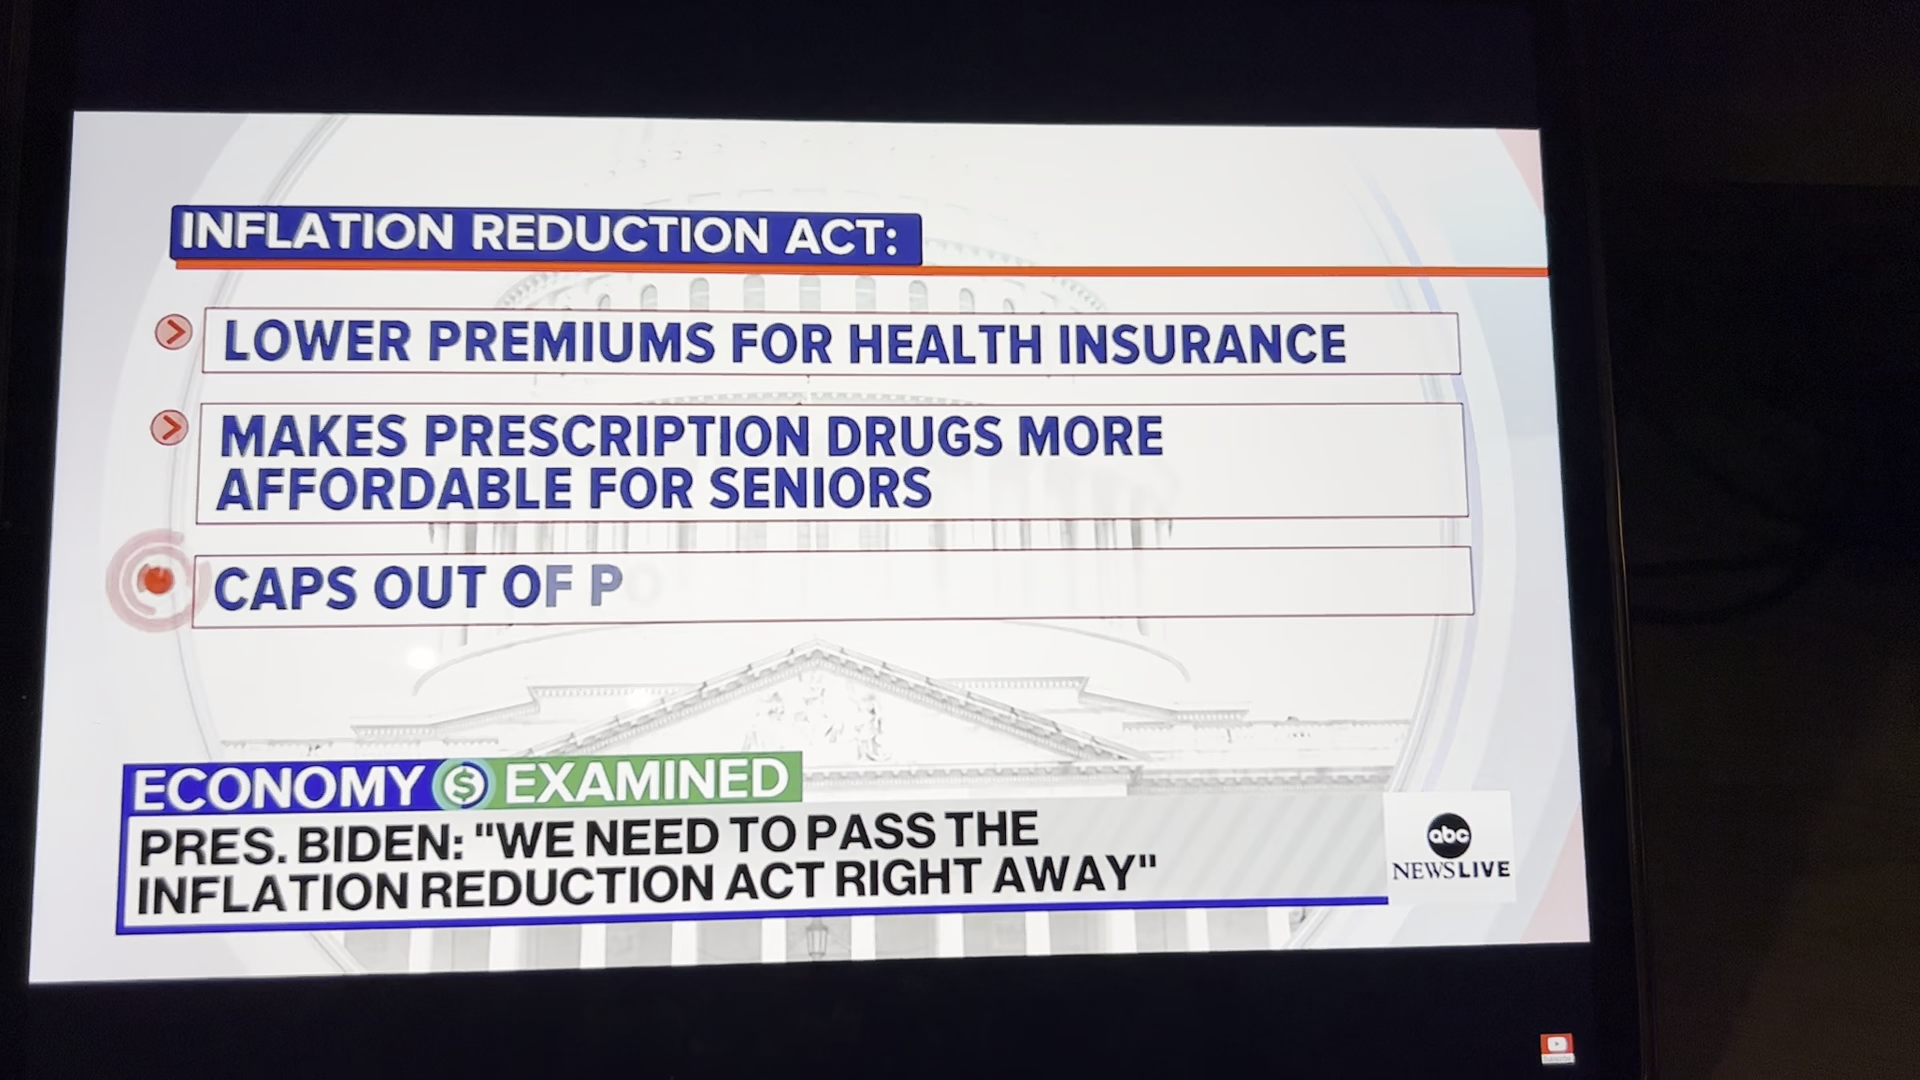 INFLATION REDUCTION ACT:
LOWER PREMIUMS FOR HEALTH INSURANCE
MAKES PRESCRIPTION DRUGS MORE
AFFORDABLE FOR SENIORS
CAPS OUT OF PO
ECONOMY $ EXAMINED
PRES. BIDEN: "WE NEED TO PASS THE
INFLATION REDUCTION ACT RIGHT AWAY"
abc
NEWSLIVE